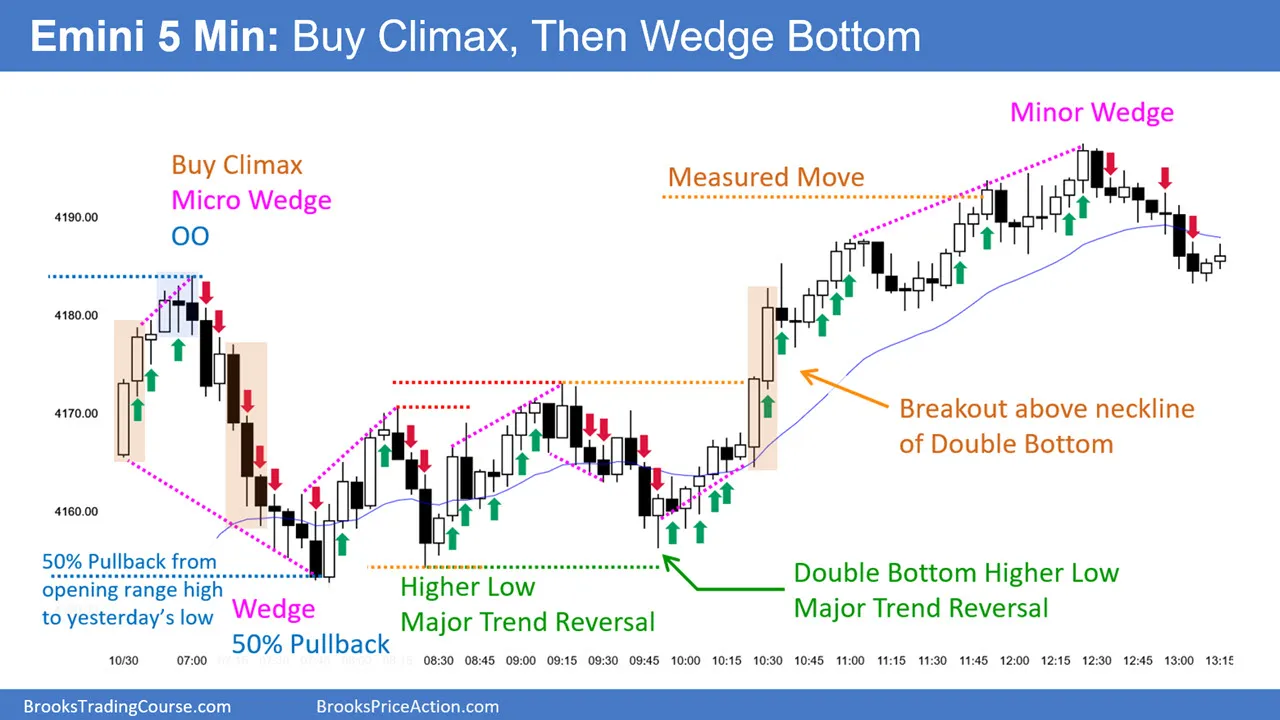 Emini 5 Min: Buy Climax, Then Wedge Bottom
Minor Wedge
Buy Climax
Micro Wedge
OO
Measured Move
4190.00
4180.00
4170.00
4160.00
Breakout above neckline
of Double Bottom
50% Pullback from
opening range high
to yesterday's low
Wedge
50% Pullback
Higher Low
Major Trend Reversal
Double Bottom Higher Low
Major Trend Reversal
10/30 07:00 08:30 08:45 09:00 09:15 09:30 09:45 10:00 10:15 10:30 10:45 11:00 11:15 11:30 11:45 12:00 12:15 12:30 12:45 13:00 13:15
BrooksTradingCourse.com BrooksPriceAction.com